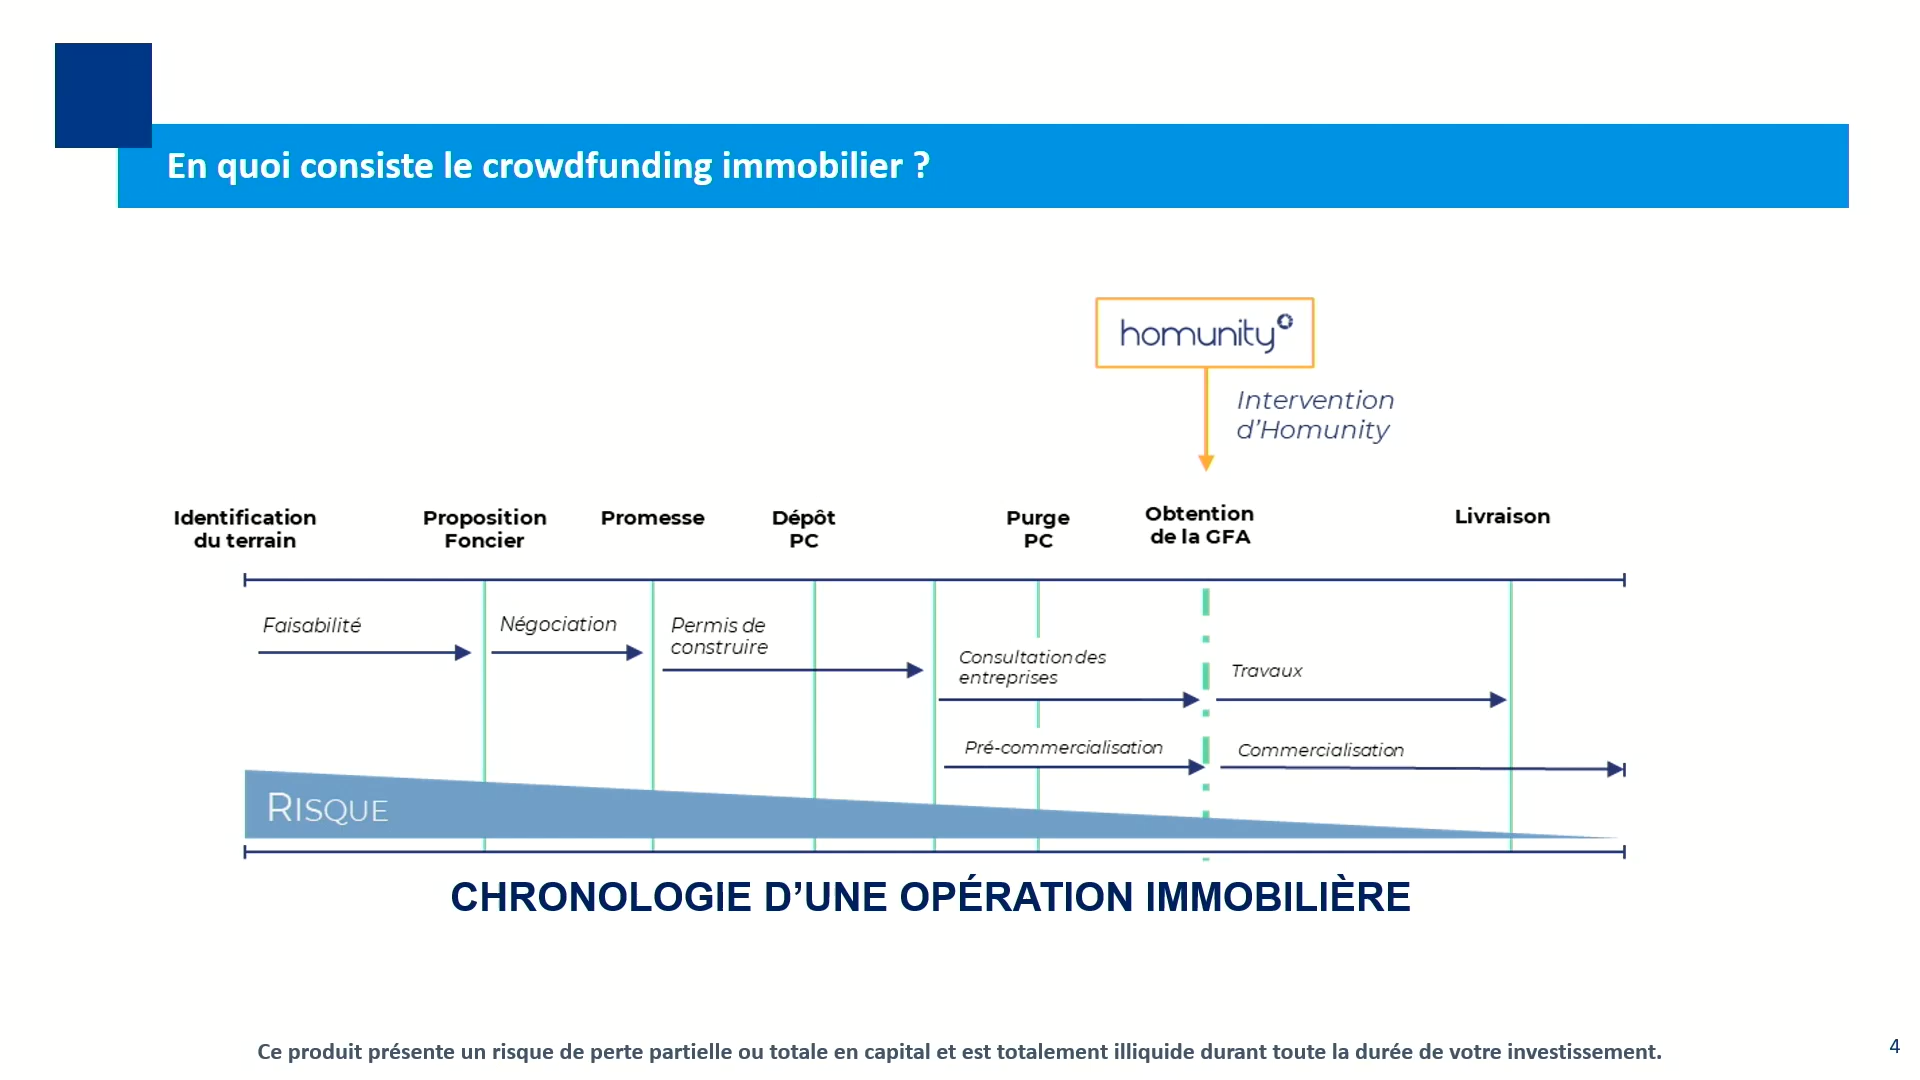 En quoi consiste le crowdfunding immobilier ?
homunity
Intervention
d'Homunity
Identification
du terrain
Proposition
Foncier
Promesse
Dépôt
PC
Purge
PC
Obtention
de la GFA
Livraison
Faisabilité
Négociation
Permis de
construire
Consultation des
entreprises
Travaux
Pré-commercialisation
Commercialisation
RISQUE
CHRONOLOGIE D’UNE OPÉRATION IMMOBILIÈRE
Ce produit présente un risque de perte partielle ou totale en capital et est totalement illiquide durant toute la durée de votre investissement.
4